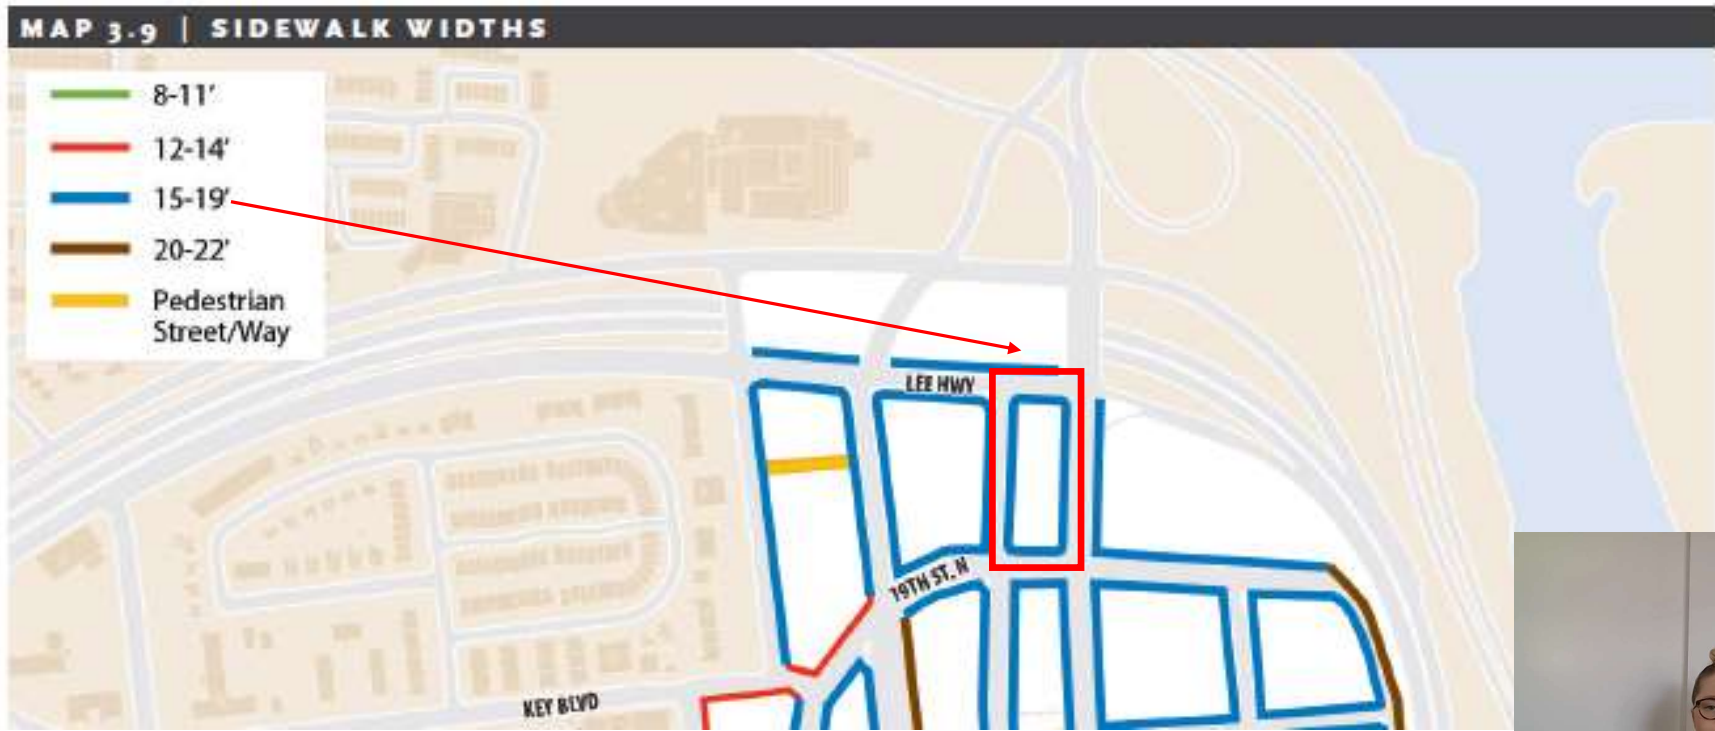 MAP 3.9 | SIDEWALK WIDTHS
8-11'
12-14'
15-19'
20-22'
Pedestrian
Street/Way
LEE HWY
19TH ST. N
KEY BLVD